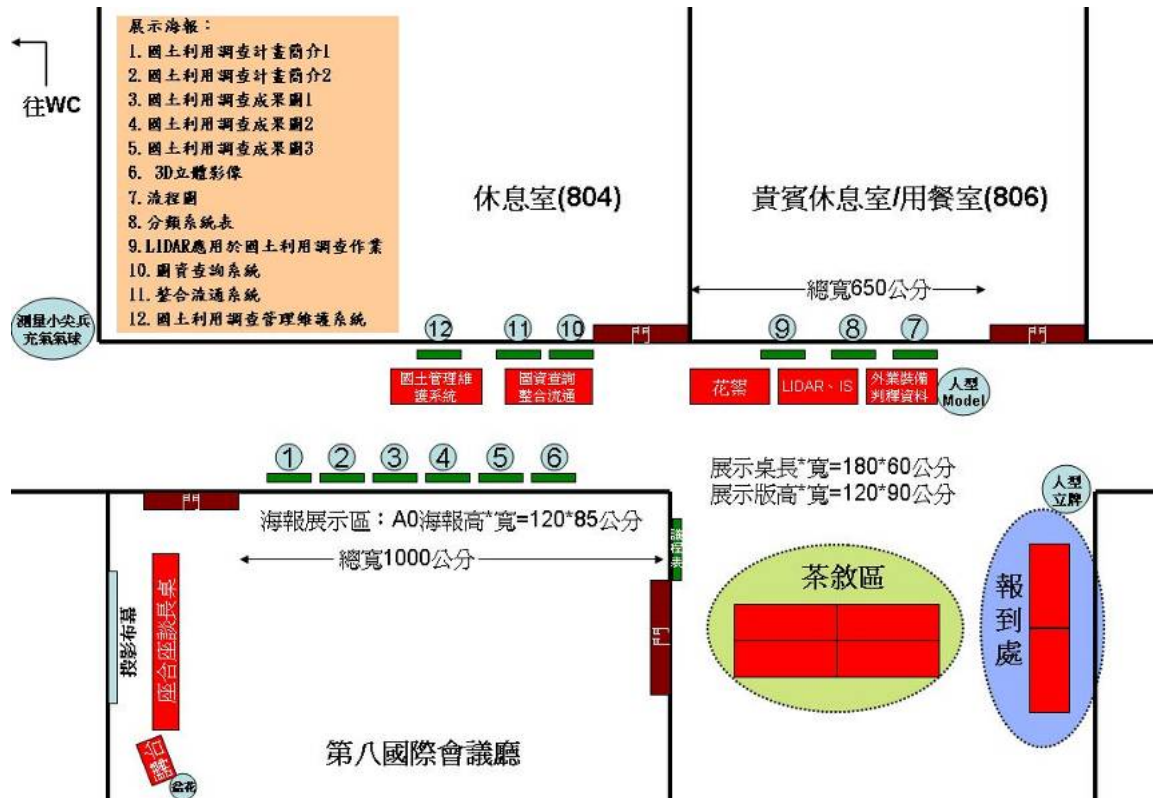 展示海報：
1.國土利用調查計畫簡介1
2.國土利用調查計畫簡介2
3.國土利用調查成果圖1
4.國土利用調查成果圖2
5.國土利用調查成果圖3
6. 3D立體影像
7.流程圖
8.分類系統表
9.LIDAR應用於國土利用調查作業
10.圖資查詢系統
11.整合流通系統
12.國土利用調查管理維護系統
往WC
休息室(804)
貴賓休息室/用餐室(806)
總寬650公分
測量小尖兵
充氣氣球
12
11
10
門
9
8
7
門
國土管理維
護系統
圖資查詢
整合流通
花絮
LIDAR、IS
外業裝備
判釋資料
人型
Model
1
2
3
4
5
6
展示桌長*寬=180*60公分
展示版高*寬=120*90公分
人型
立牌
門
海報展示區：A0海報高*寬=120*85公分
總寬1000公分
議程表
投影布幕
座台座談長桌
門
茶敘區
報到處
講台
盆花
第八國際會議廳